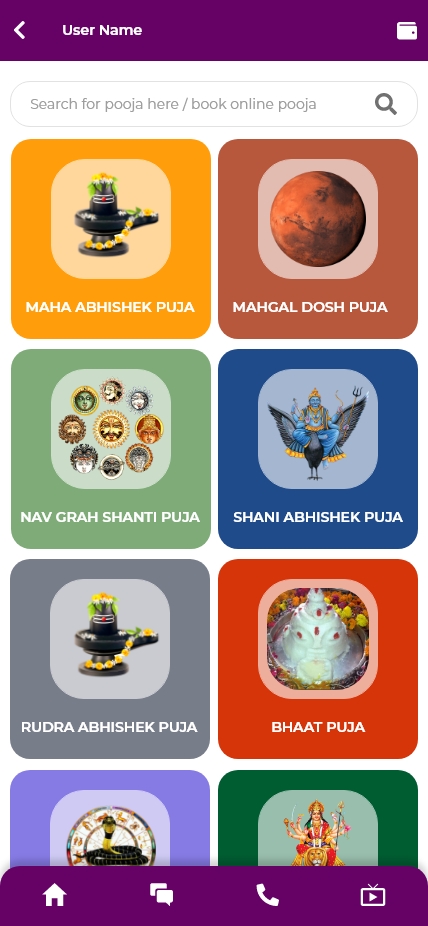 User Name
Search for pooja here / book online pooja
MAHA ABHISHEK PUJA
MAHGAL DOSH PUJA
NAV GRAH SHANTI PUJA
SHANI ABHISHEK PUJA
RUDRA ABHISHEK PUJA
BHAAT PUJA